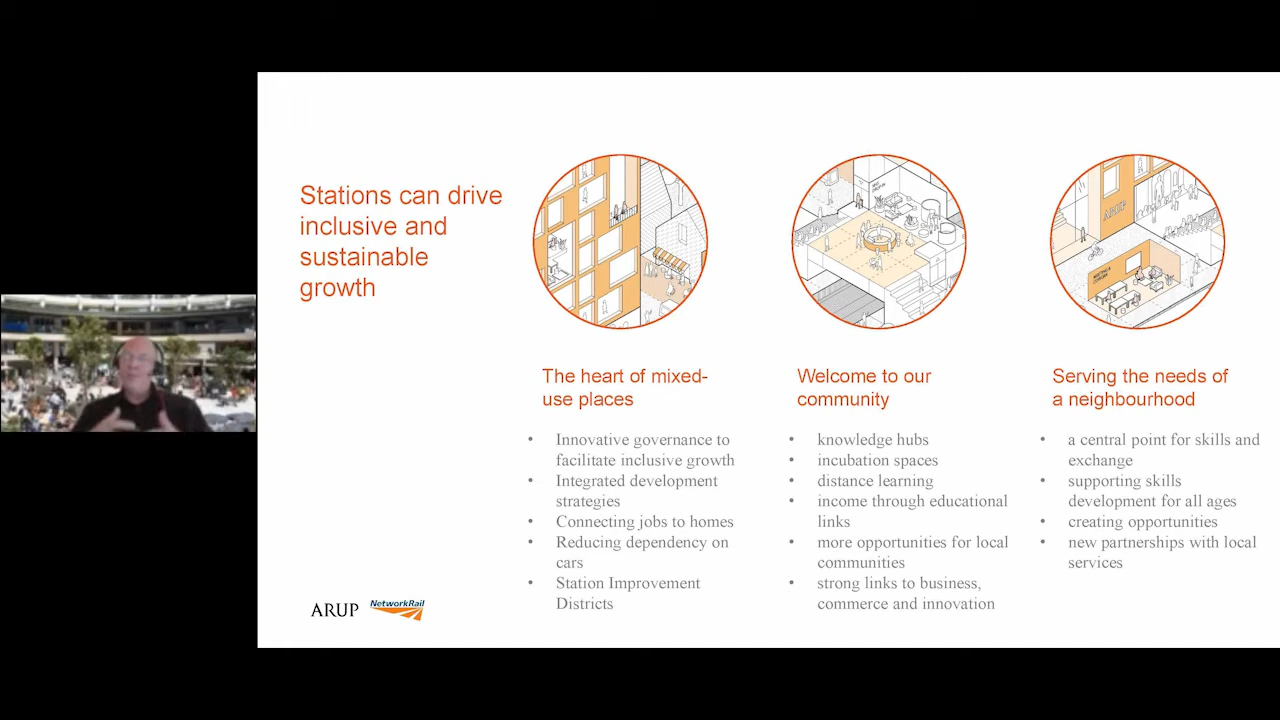 Stations can drive
inclusive and
sustainable
growth
ARUP
The heart of mixed-
use places
• Innovative governance to
facilitate inclusive growth
• Integrated development
strategies
• Connecting jobs to homes
• Reducing dependency on
cars
• Station Improvement
Districts
Welcome to our
community
• knowledge hubs
• incubation spaces
• distance learning
• income through educational
links
• more opportunities for local
communities
• strong links to business,
commerce and innovation
Serving the needs of
a neighbourhood
• a central point for skills and
exchange
• supporting skills
development for all ages
• creating opportunities
• new partnerships with local
services
ARUP
NetworkRail